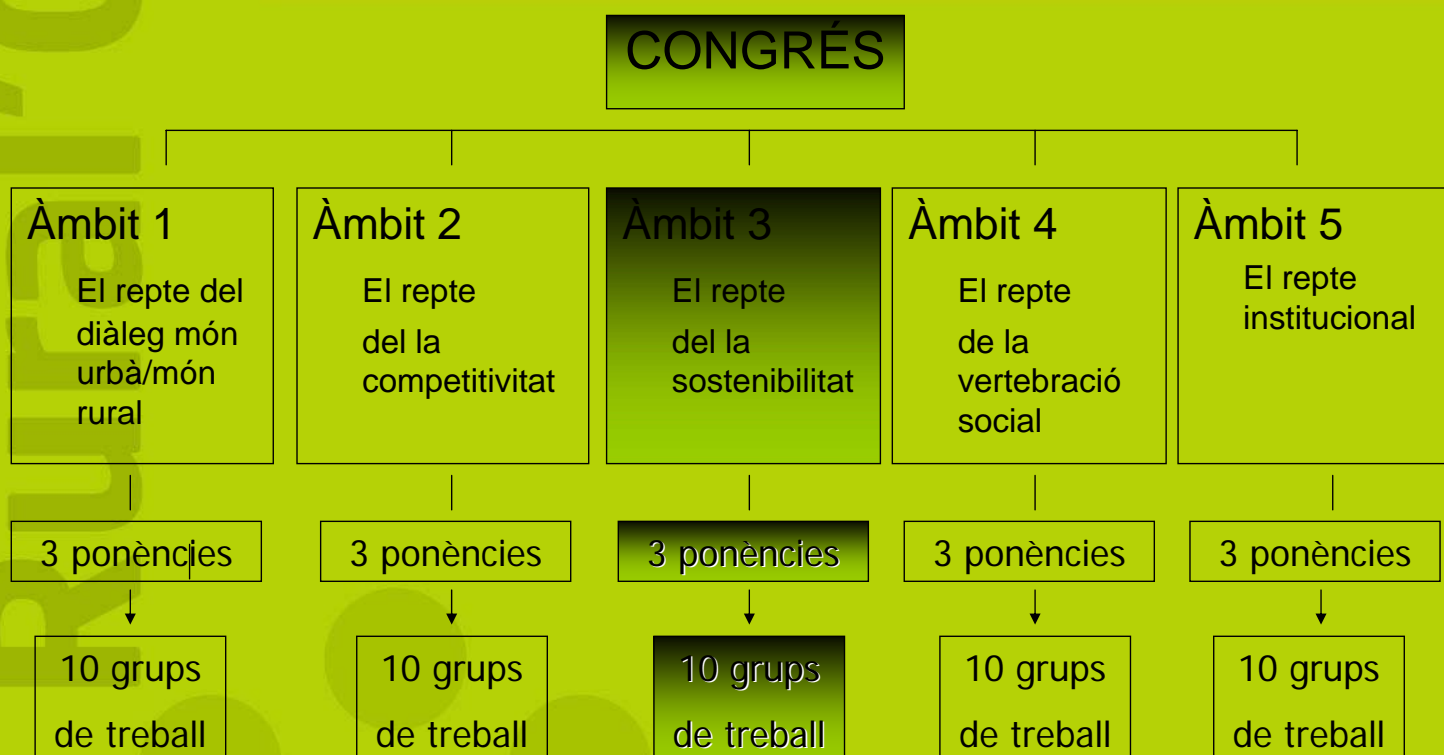 CONGRÉS
Àmbit 1
El repte del
diàleg món
urbà/món
rural
Àmbit 2
El repte
del la
competitivitat
Àmbit 3
El repte
del la
sostenibilitat
Àmbit 4
El repte
de la
vertebració
social
Àmbit 5
El repte
institucional
3 ponències
3 ponències
3 ponències
3 ponències
3 ponències
10 grups
de treball
10 grups
de treball
10 grups
de treball
10 grups
de treball
10 grups
de treball
Rural